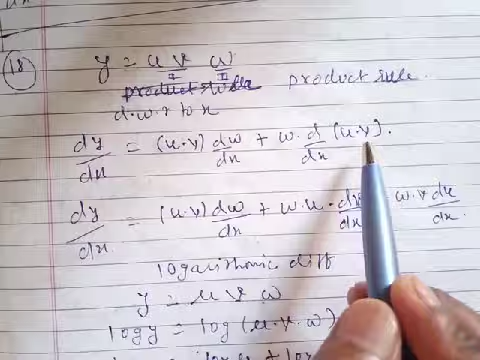 18
y = u v w
I II
product rule.
d.w.r to x
dy/dx = (u.v) dw/dx + w. d/dx (u.v).
dy/dx = (u.v) dw/dx + w.u. dv/dx w.v du/dx.
logarithmic diff
y = u v w
log y = log (u.v.w)